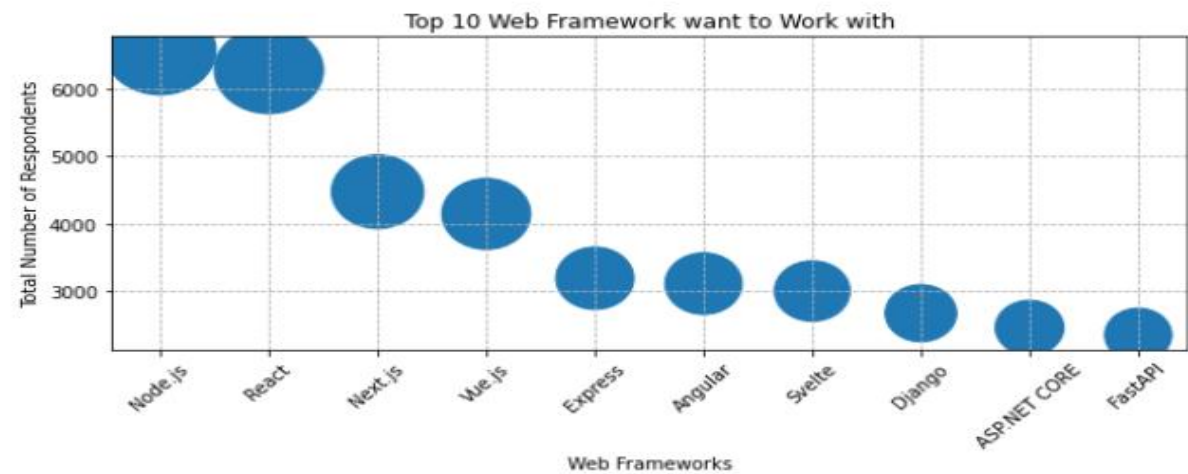 Top 10 Web Framework want to Work with
Total Number of Respondents
6000
5000
4000
3000
Node.js
React
Next.js
Vue.js
Express
Angular
Svelte
Django
ASP.NET CORE
FastAPI
Web Frameworks